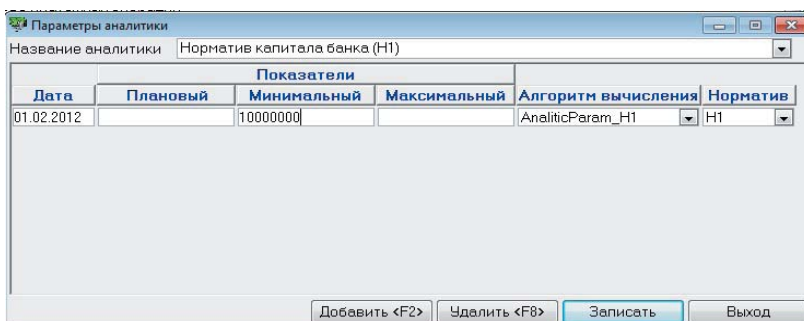 Параметры аналитики
Название аналитики Норматив капитала банка (Н1)
Показатели
Дата Плановый Минимальный Максимальный Алгоритм вычисления Норматив
01.02.2012 10000000 AnaliticParam_H1 H1
Добавить <F2> Удалить <F8> Записать Выход